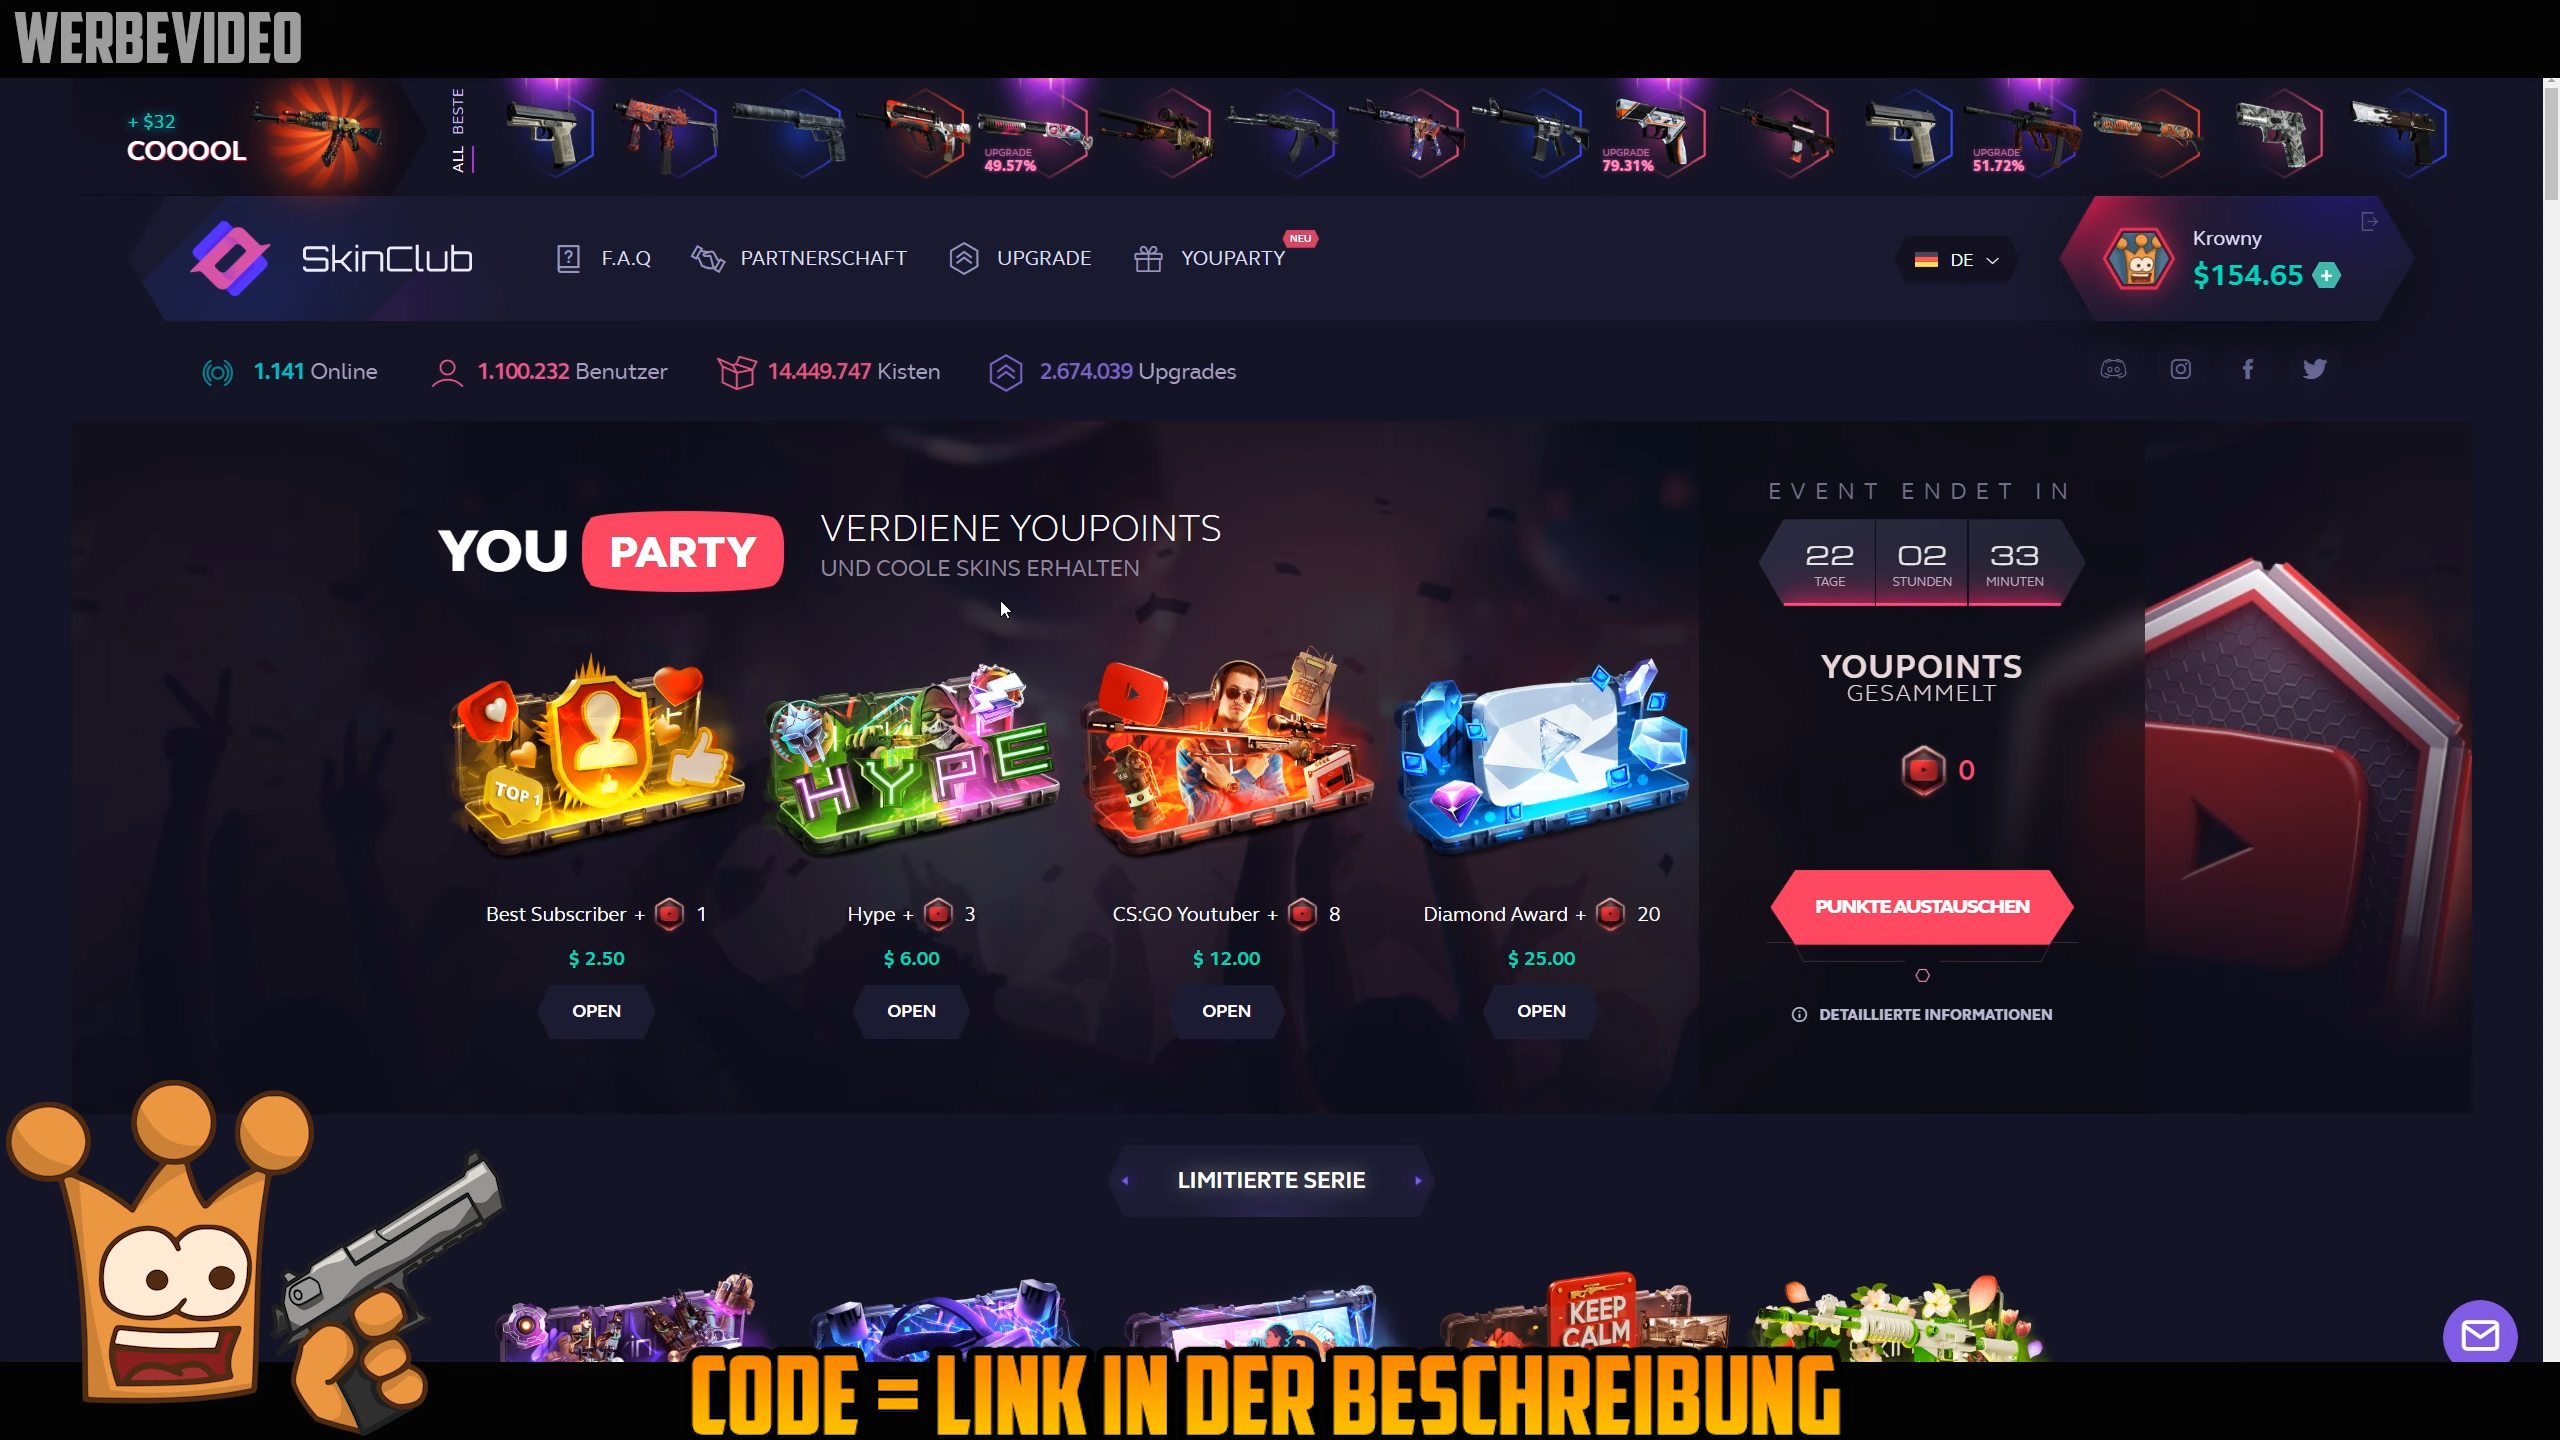 WERBEVIDEO
+ $32
COOOOL
ALL BESTE
UPGRADE
49.57%
UPGRADE
79.31%
UPGRADE
51.72%
SkinClub
F.A.Q
PARTNERSCHAFT
UPGRADE
YOUPARTY
NEU
DE
Krowny
$154.65
1.141 Online
1.100.232 Benutzer
14.449.747 Kisten
2.674.039 Upgrades
YOU PARTY
VERDIENE YOUPOINTS
UND COOLE SKINS ERHALTEN
EVENT ENDET IN
22 02 33
TAGE STUNDEN MINUTEN
YOUPOINTS
GESAMMELT
0
TOP 1
HYPE
Best Subscriber + 1
Hype + 3
CS:GO Youtuber + 8
Diamond Award + 20
$ 2.50
$ 6.00
$ 12.00
$ 25.00
OPEN
OPEN
OPEN
OPEN
PUNKTE AUSTAUSCHEN
DETAILLIERTE INFORMATIONEN
LIMITIERTE SERIE
KEEP
CALM
CODE = LINK IN DER BESCHREIBUNG